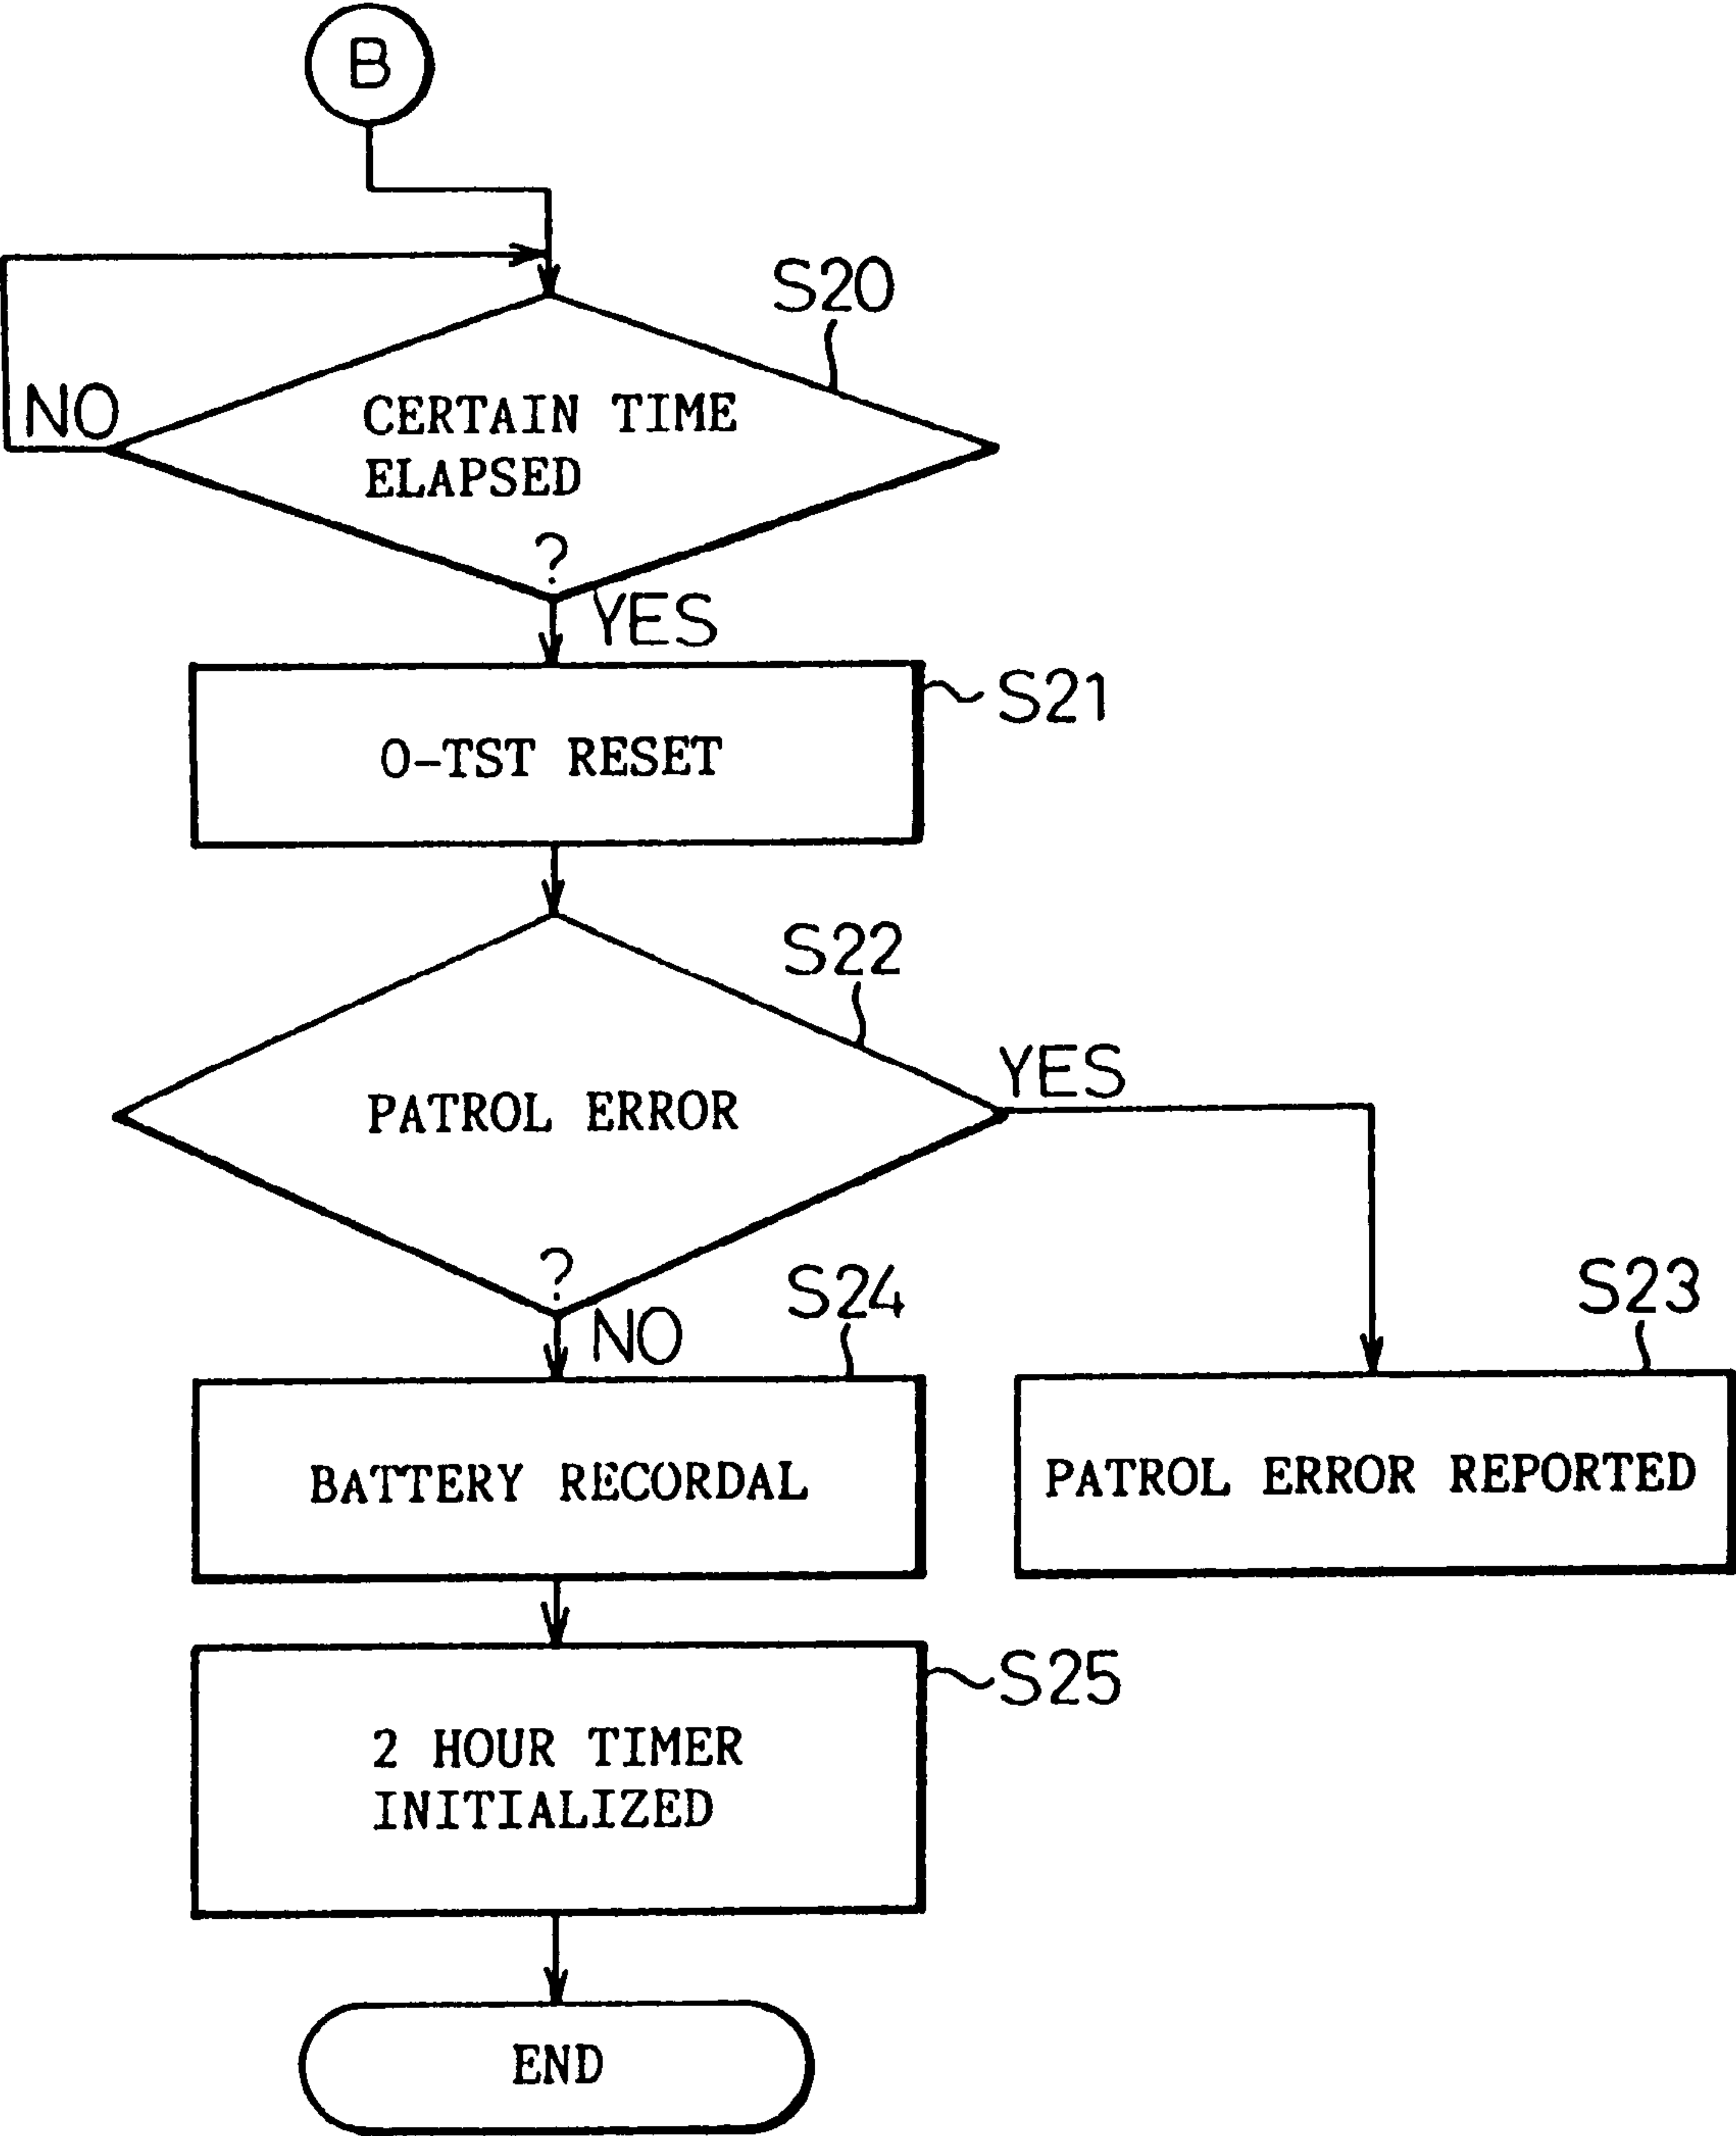 B
S20
NO
CERTAIN TIME
ELAPSED
?
YES
S21
O-TST RESET
S22
YES
PATROL ERROR
?
NO
S24
S23
BATTERY RECORDAL
PATROL ERROR REPORTED
S25
2 HOUR TIMER
INITIALIZED
END